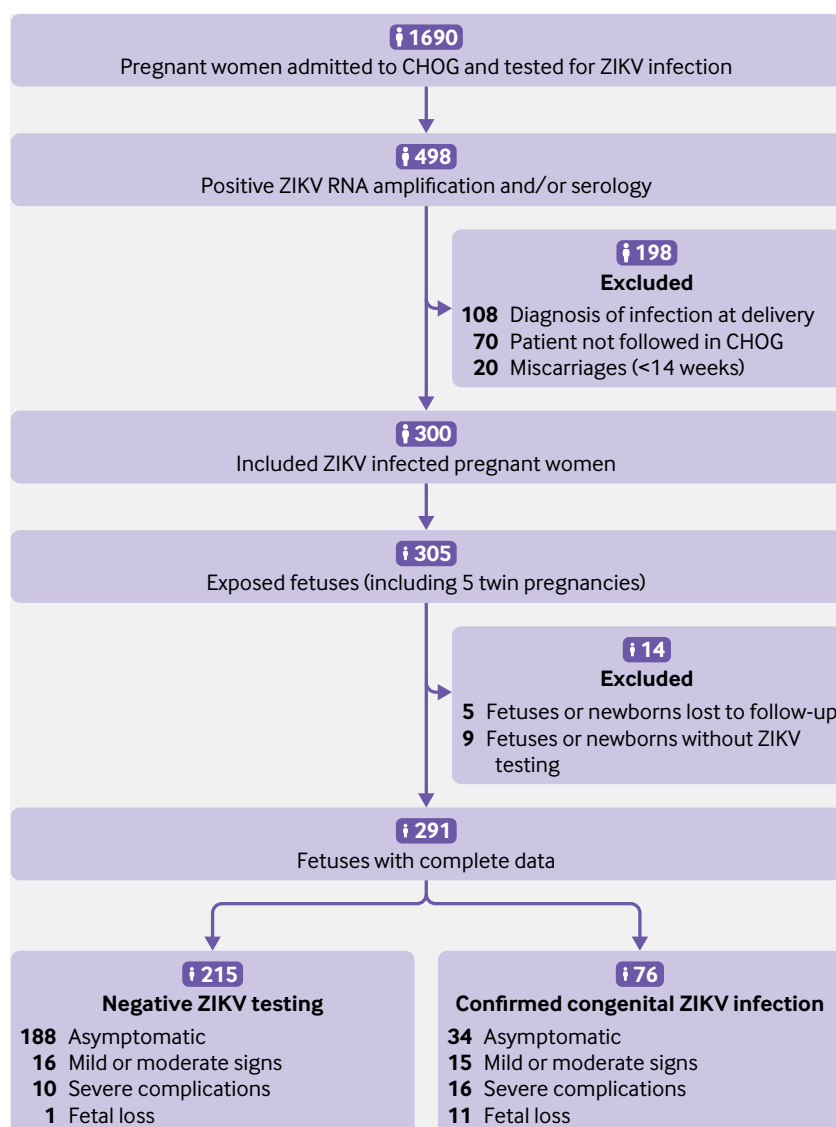 1690
Pregnant women admitted to CHOG and tested for ZIKV infection
498
Positive ZIKV RNA amplification and/or serology
198
Excluded
108 Diagnosis of infection at delivery
70 Patient not followed in CHOG
20 Miscarriages (<14 weeks)
300
Included ZIKV infected pregnant women
305
Exposed fetuses (including 5 twin pregnancies)
14
Excluded
5 Fetuses or newborns lost to follow-up
9 Fetuses or newborns without ZIKV
testing
291
Fetuses with complete data
215
Negative ZIKV testing
188 Asymptomatic
16 Mild or moderate signs
10 Severe complications
1 Fetal loss
76
Confirmed congenital ZIKV infection
34 Asymptomatic
15 Mild or moderate signs
16 Severe complications
11 Fetal loss